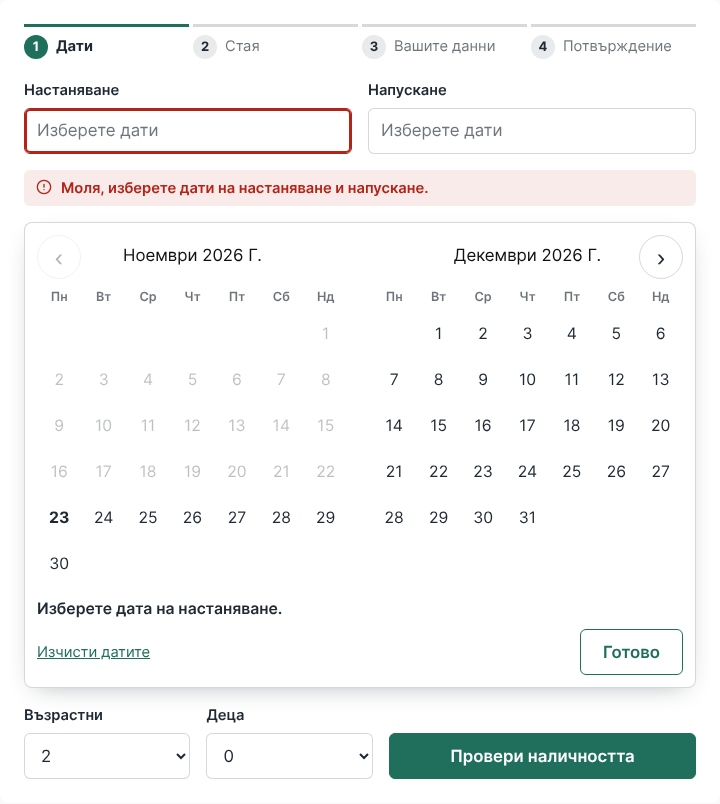 1 Дати 2 Стая 3 Вашите данни 4 Потвърждение
Настаняване Напускане
Изберете дати Изберете дати
Моля, изберете дати на настаняване и напускане.
‹ Ноември 2026 Г. Декември 2026 Г. ›
Пн Вт Ср Чт Пт Сб Нд Пн Вт Ср Чт Пт Сб Нд
1 1 2 3 4 5 6
2 3 4 5 6 7 8 7 8 9 10 11 12 13
9 10 11 12 13 14 15 14 15 16 17 18 19 20
16 17 18 19 20 21 22 21 22 23 24 25 26 27
23 24 25 26 27 28 29 28 29 30 31
30
Изберете дата на настаняване.
Изчисти датите Готово
Възрастни Деца
2 0 Провери наличността